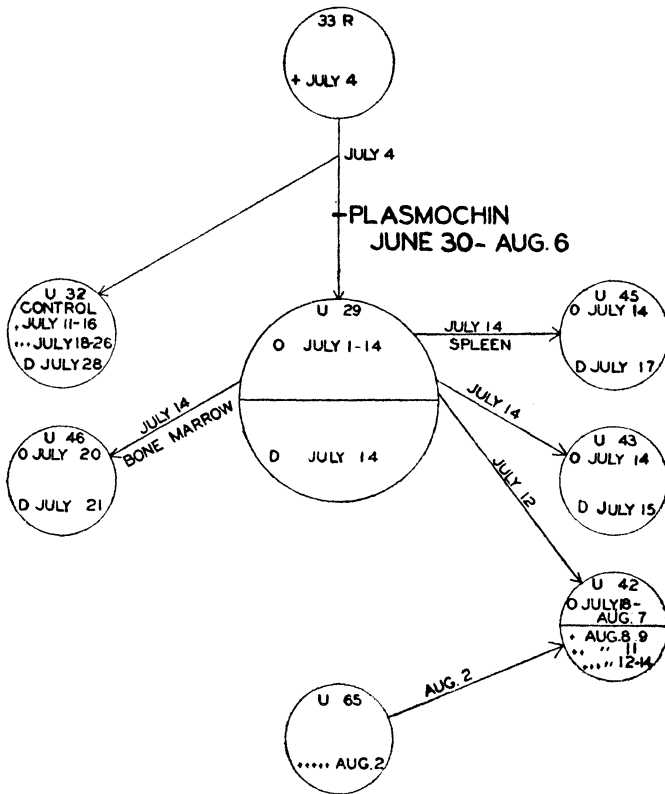 33 R
+ JULY 4
JULY 4
PLASMOCHIN
JUNE 30 - AUG. 6
U 32
CONTROL
+ JULY 11-16
+++ JULY 18-26
D JULY 28
U 29
O JULY 1-14
D JULY 14
JULY 14
SPLEEN
U 45
O JULY 14
D JULY 17
JULY 14
BONE MARROW
U 46
O JULY 20
D JULY 21
JULY 14
U 43
O JULY 14
D JULY 15
JULY 12
U 42
O JULY 18-
AUG. 7
+ AUG. 8 9
++ " 11
++++ " 12-14
AUG. 2
U 65
+++++ AUG. 2